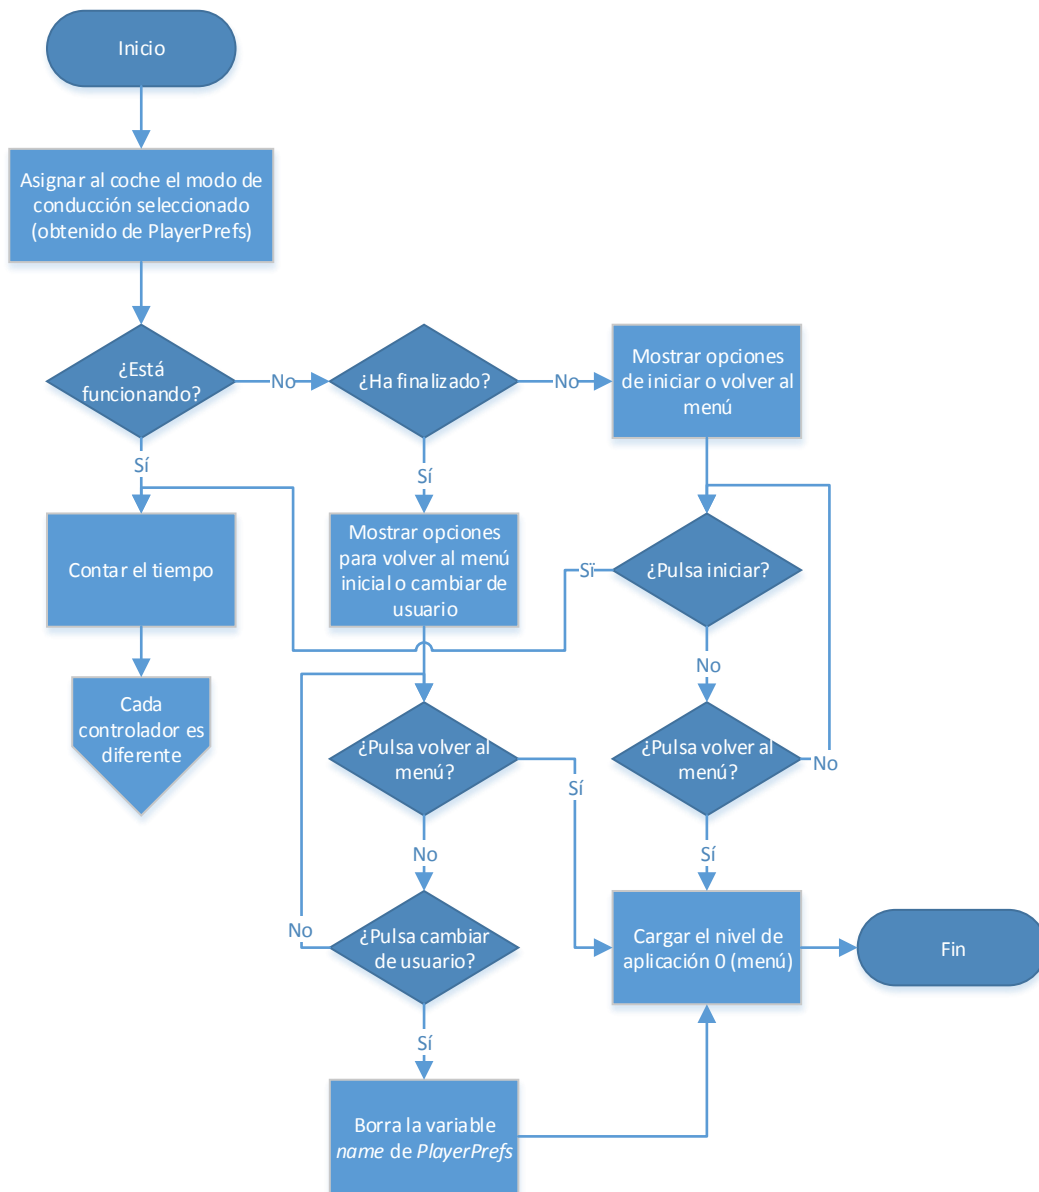 Inicio
Asignar al coche el modo de
conducción seleccionado
(obtenido de PlayerPrefs)
¿Está
funcionando?
No
¿Ha finalizado?
No
Mostrar opciones
de iniciar o volver al
menú
Sí
Sí
Contar el tiempo
Mostrar opciones
para volver al menú
inicial o cambiar de
usuario
Sï
¿Pulsa iniciar?
No
Cada
controlador es
diferente
¿Pulsa volver al
menú?
Sí
¿Pulsa volver al
menú?
No
No
Sí
No
¿Pulsa cambiar
de usuario?
Cargar el nivel de
aplicación 0 (menú)
Fin
Sí
Borra la variable
name de PlayerPrefs